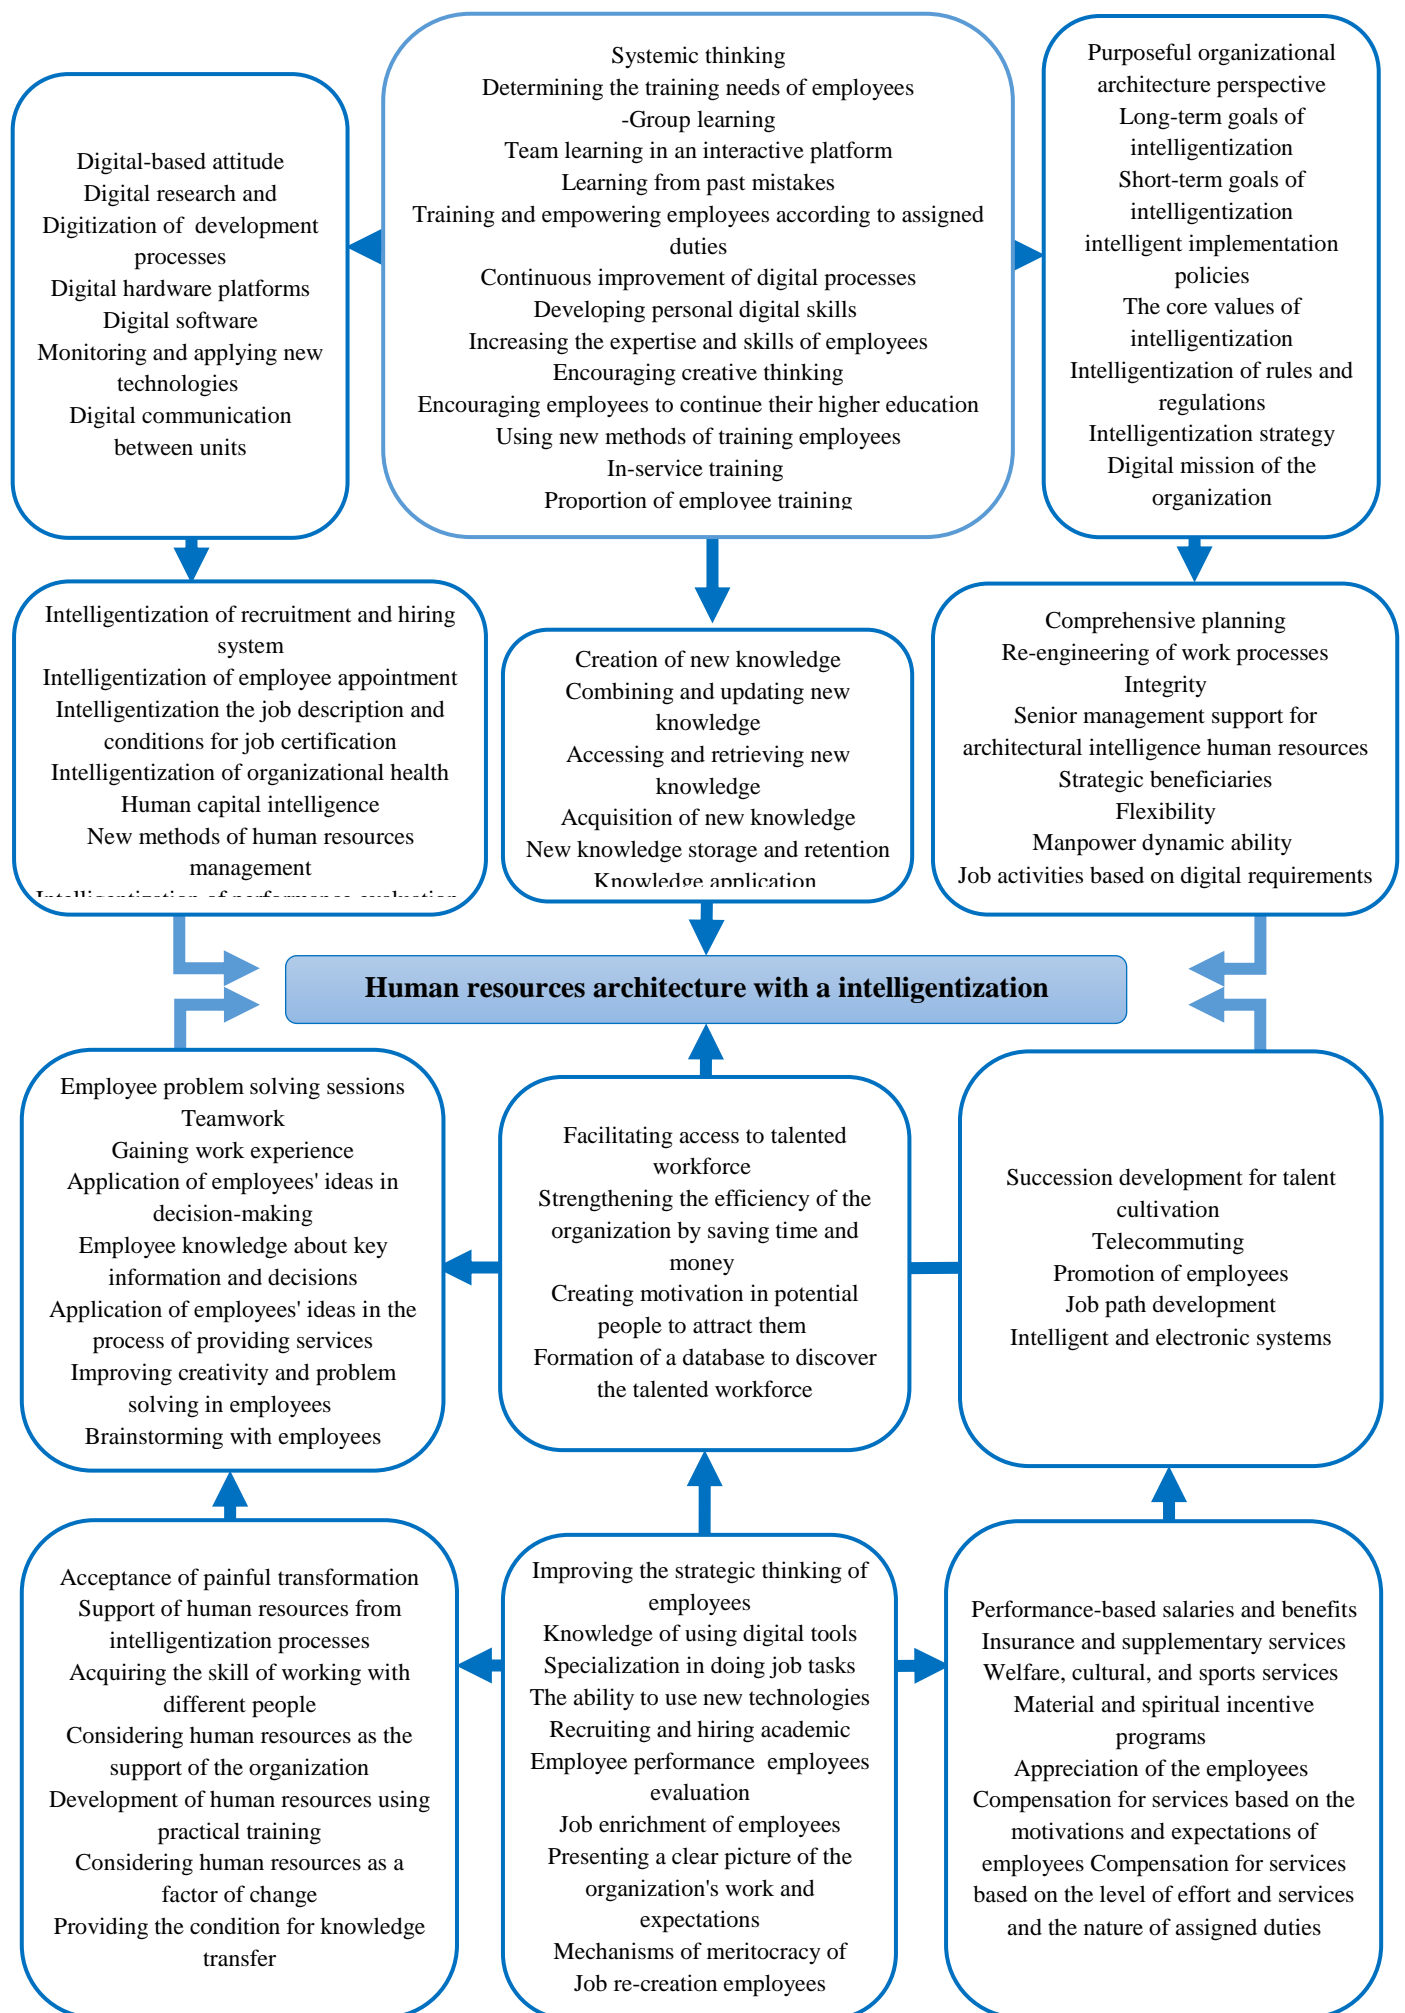 Digital-based attitude
Digital research and
Digitization of development
processes
Digital hardware platforms
Digital software
Monitoring and applying new
technologies
Digital communication
between units
Systemic thinking
Determining the training needs of employees
-Group learning
Team learning in an interactive platform
Learning from past mistakes
Training and empowering employees according to assigned
duties
Continuous improvement of digital processes
Developing personal digital skills
Increasing the expertise and skills of employees
Encouraging creative thinking
Encouraging employees to continue their higher education
Using new methods of training employees
In-service training
Proportion of employee training
Purposeful organizational
architecture perspective
Long-term goals of
intelligentization
Short-term goals of
intelligentization
intelligent implementation
policies
The core values of
intelligentization
Intelligentization of rules and
regulations
Intelligentization strategy
Digital mission of the
organization
Intelligentization of recruitment and hiring
system
Intelligentization of employee appointment
Intelligentization the job description and
conditions for job certification
Intelligentization of organizational health
Human capital intelligence
New methods of human resources
management
Intelligentization of performance evaluation
Creation of new knowledge
Combining and updating new
knowledge
Accessing and retrieving new
knowledge
Acquisition of new knowledge
New knowledge storage and retention
Knowledge application
Comprehensive planning
Re-engineering of work processes
Integrity
Senior management support for
architectural intelligence human resources
Strategic beneficiaries
Flexibility
Manpower dynamic ability
Job activities based on digital requirements
Human resources architecture with a intelligentization
Employee problem solving sessions
Teamwork
Gaining work experience
Application of employees' ideas in
decision-making
Employee knowledge about key
information and decisions
Application of employees' ideas in the
process of providing services
Improving creativity and problem
solving in employees
Brainstorming with employees
Facilitating access to talented
workforce
Strengthening the efficiency of the
organization by saving time and
money
Creating motivation in potential
people to attract them
Formation of a database to discover
the talented workforce
Succession development for talent
cultivation
Telecommuting
Promotion of employees
Job path development
Intelligent and electronic systems
Acceptance of painful transformation
Support of human resources from
intelligentization processes
Acquiring the skill of working with
different people
Considering human resources as the
support of the organization
Development of human resources using
practical training
Considering human resources as a
factor of change
Providing the condition for knowledge
transfer
Improving the strategic thinking of
employees
Knowledge of using digital tools
Specialization in doing job tasks
The ability to use new technologies
Recruiting and hiring academic
Employee performance employees
evaluation
Job enrichment of employees
Presenting a clear picture of the
organization's work and
expectations
Mechanisms of meritocracy of
Job re-creation employees
Performance-based salaries and benefits
Insurance and supplementary services
Welfare, cultural, and sports services
Material and spiritual incentive
programs
Appreciation of the employees
Compensation for services based on the
motivations and expectations of
employees Compensation for services
based on the level of effort and services
and the nature of assigned duties